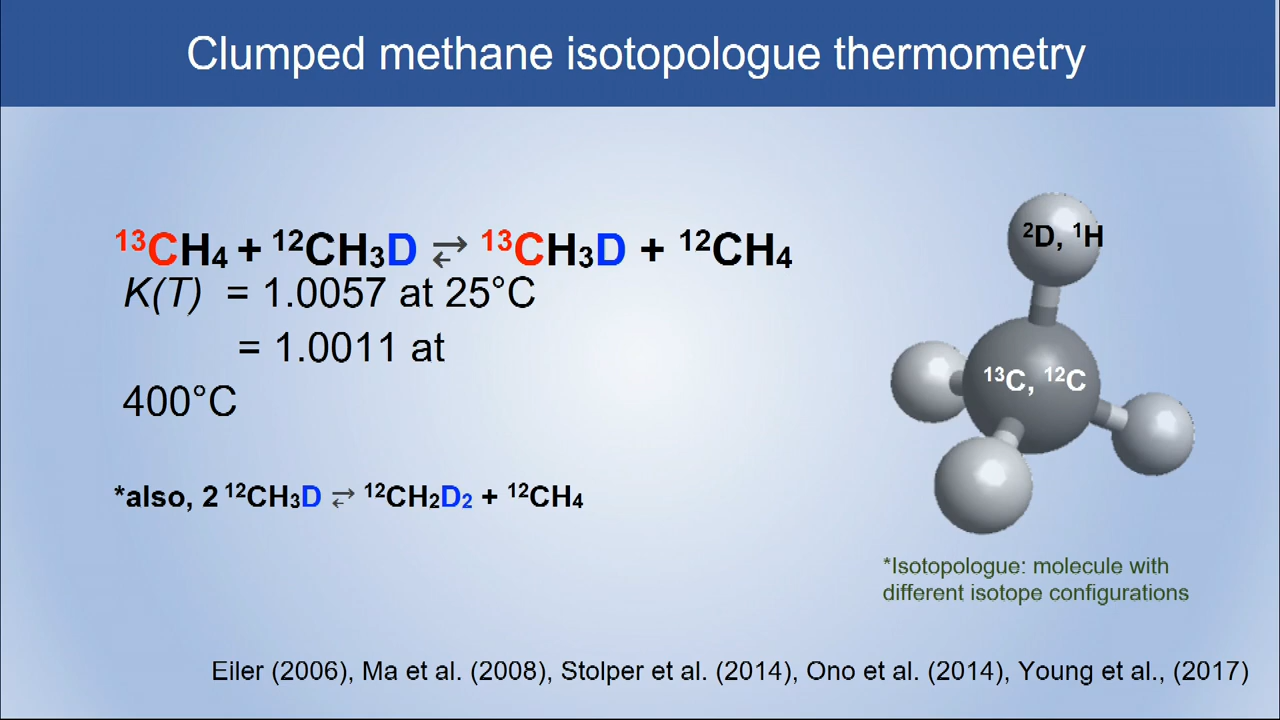 Clumped methane isotopologue thermometry
¹³CH₄ + ¹²CH₃D ⇄ ¹³CH₃D + ¹²CH₄
K(T) = 1.0057 at 25°C
= 1.0011 at
400°C
*also, 2 ¹²CH₃D ⇄ ¹²CH₂D₂ + ¹²CH₄
²D, ¹H
¹³C, ¹²C
*Isotopologue: molecule with
different isotope configurations
Eiler (2006), Ma et al. (2008), Stolper et al. (2014), Ono et al. (2014), Young et al., (2017)